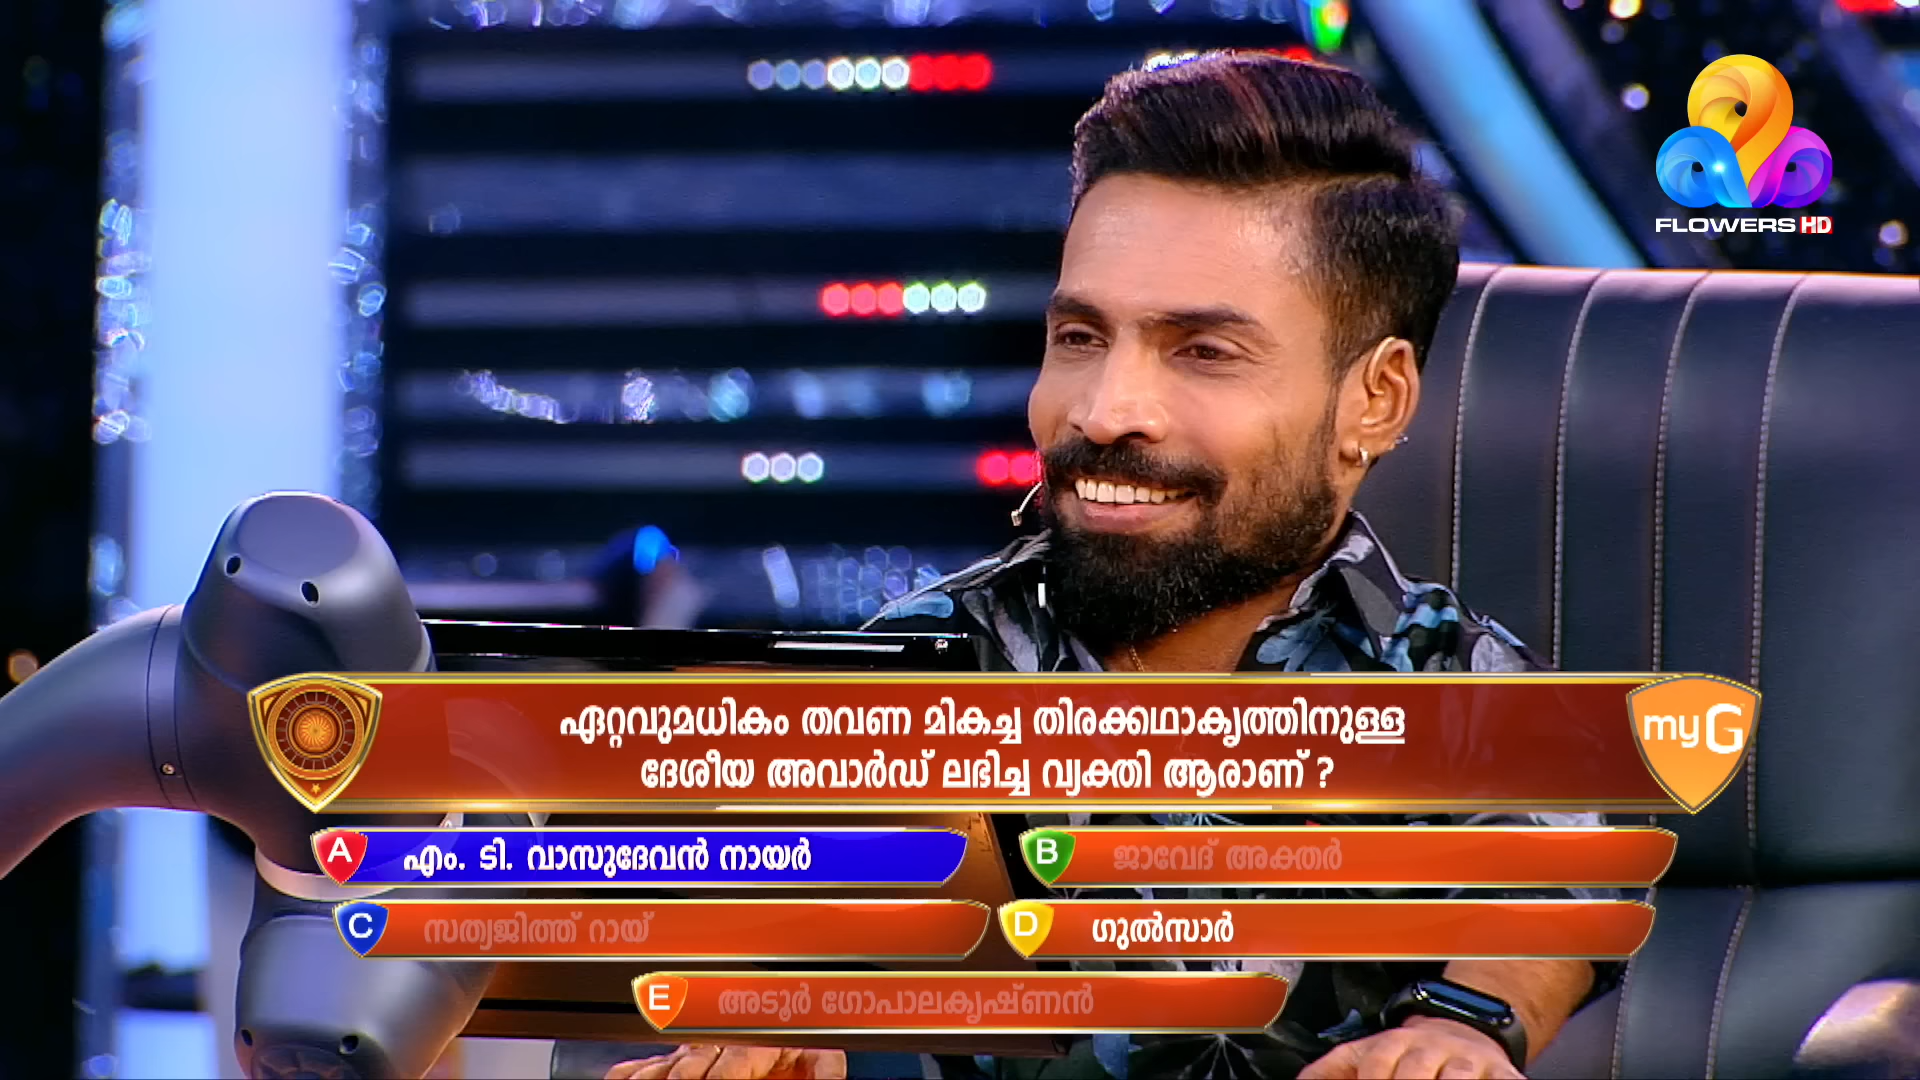 FLOWERS HD
ഏറ്റവുമധികം തവണ മികച്ച തിരക്കഥാകൃത്തിനുള്ള
ദേശീയ അവാർഡ് ലഭിച്ച വ്യക്തി ആരാണ് ?
myG
A എം. ടി. വാസുദേവൻ നായർ
B ജാവേദ് അക്തർ
C സത്യജിത്ത് റായ്
D ഗുൽസാർ
E അടൂർ ഗോപാലകൃഷ്ണൻ